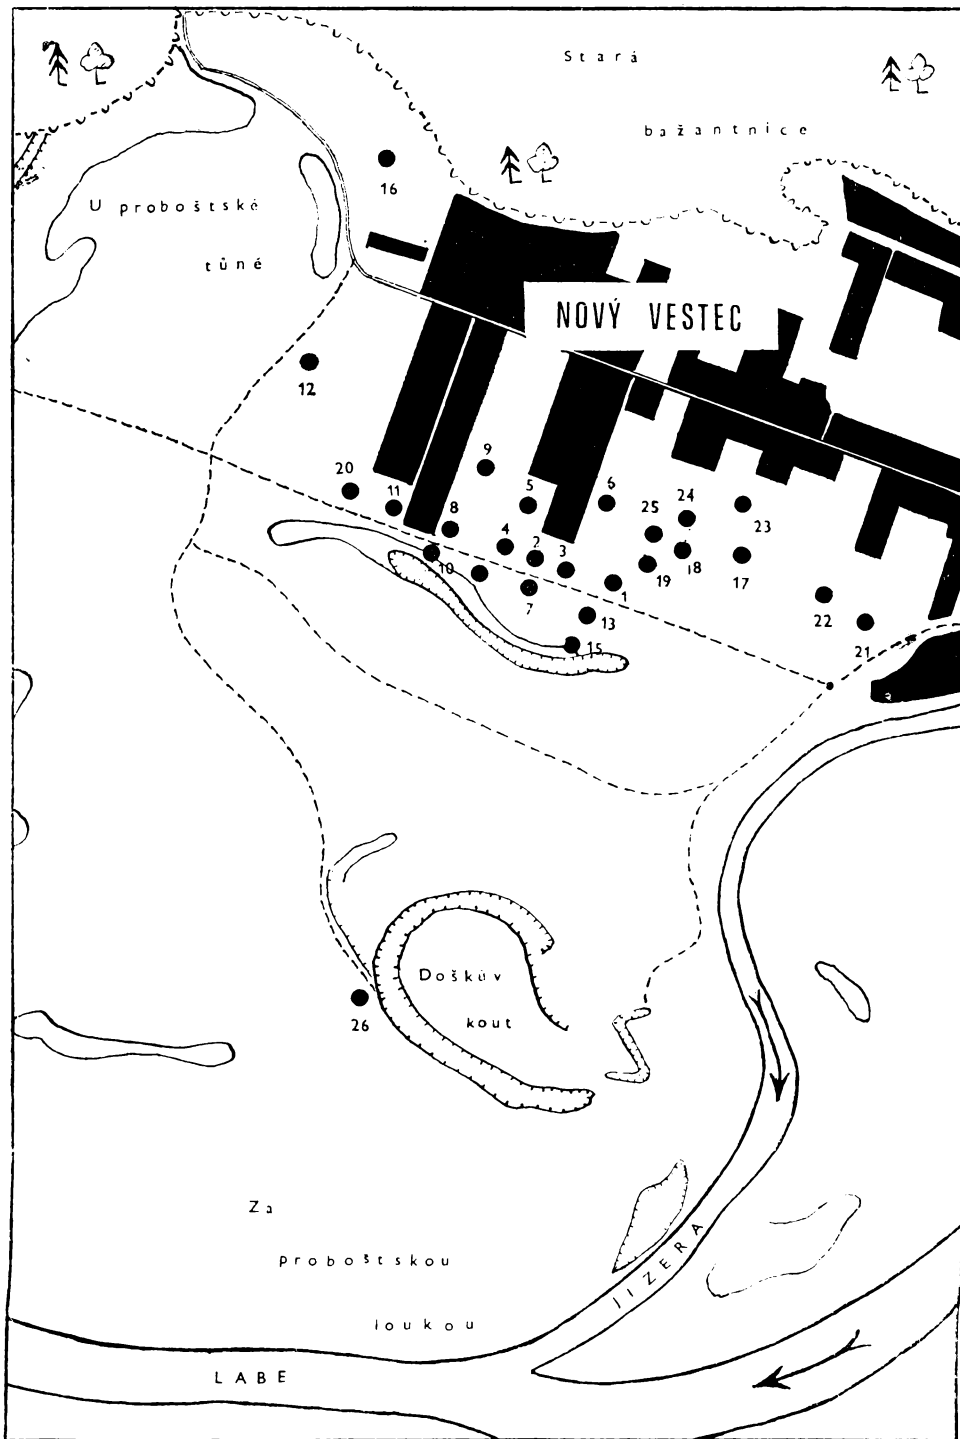 Stará
bažantnice
16
U proboštské
tůné
NOVÝ VESTEC
12
9
20
11
5
6
8
25
24
23
4
2
3
10
19
18
17
7
1
13
22
15
21
Doškův
kout
26
Za
proboštskou
loukou
JIZERA
LABE